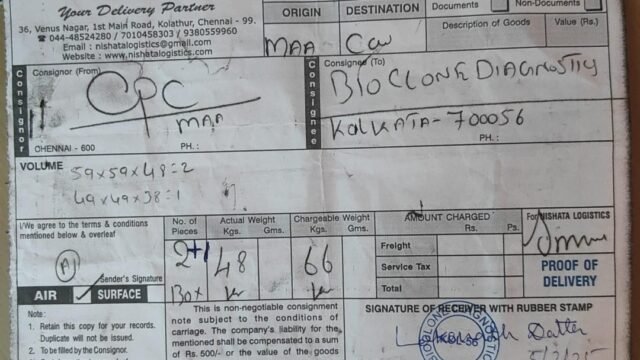 Your Delivery Partner
36, Venus Nagar, 1st Main Road, Kolathur, Chennai - 99.
☎ 044-48524280 / 7010458303 / 9380559960
Email : nishatalogistics@gmail.com
Website : www.nishatalogistics.com
ORIGIN
DESTINATION
MAA
Documents
Non-Documents
Description of Goods
Value (Rs.)
Consignor
Consignor (From)
CPC
MAA
CHENNAI - 600
PH. :
Consignee
Consignee (To)
BIOCLONE DIAGNOSTIY
KOLKATA - 700056
PH. :
VOLUME
59x59x48=2
49x49x38=1
I/We agree to the terms & conditions
mentioned below & overleaf
Sender's Signature
AIR
SURFACE
No. of
Pieces
2+1
Box
Actual Weight
Kgs. Gms.
48
Chargeable Weight
Kgs. Gms.
66
AMOUNT CHARGED
Rs. Ps.
Freight
Service Tax
Total
For NISHATA LOGISTICS
PROOF OF
DELIVERY
Note:
1. Retain this copy for your records.
Duplicate will not be issued.
2. To be filled by the Consignor.
This is non-negotiable consignment
note subject to the conditions of
carriage. The company's liability for the
mentioned shall be compensated to a
sum of Rs. 500/- or the value of the goods
SIGNATURE OF RECEIVER WITH RUBBER STAMP
Datta